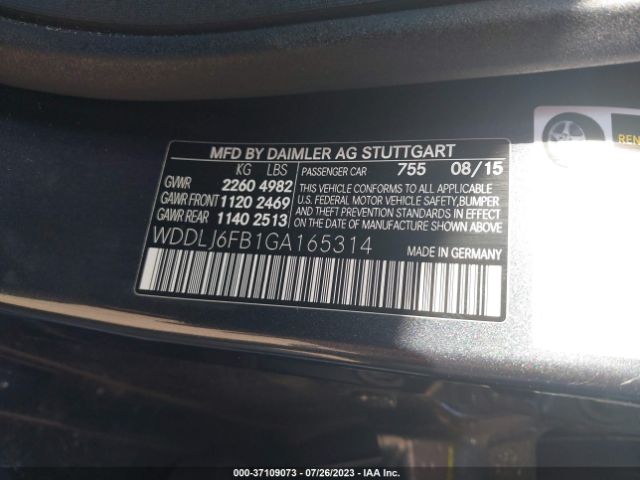 MFD BY DAIMLER AG STUTTGART
KG LBS PASSENGER CAR 755 08/15
GVWR 2260 4982 THIS VEHICLE CONFORMS TO ALL APPLICABLE
GAWR FRONT 1120 2469 U.S. FEDERAL MOTOR VEHICLE SAFETY, BUMPER,
GAWR REAR 1140 2513 AND THEFT PREVENTION STANDARDS IN EFFECT
ON THE DATE OF MANUFACTURE SHOWN ABOVE.
WDDLJ6FB1GA165314
MADE IN GERMANY
000-37109073 - 07/26/2023 - IAA Inc.